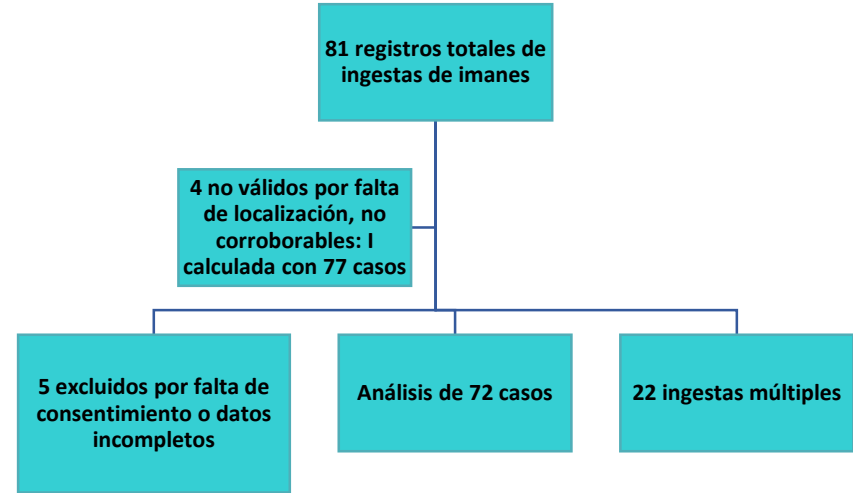 81 registros totales de
ingestas de imanes
4 no válidos por falta
de localización, no
corroborables: I
calculada con 77 casos
5 excluidos por falta de
consentimiento o datos
incompletos
Análisis de 72 casos
22 ingestas múltiples